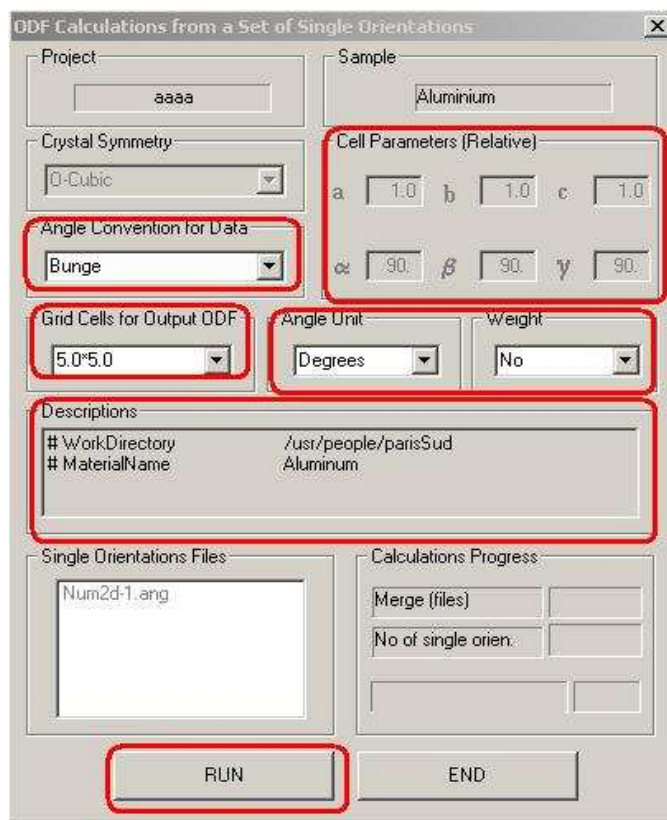 ODF Calculations from a Set of Single Orientations
Project
Sample
aaaa
Aluminium
Crystal Symmetry
O-Cubic
Cell Parameters (Relative)
a 1.0 b 1.0 c 1.0
α 90. β 90. γ 90.
Angle Convention for Data
Bunge
Grid Cells for Output ODF
5.0*5.0
Angle Unit
Degrees
Weight
No
Descriptions
# WorkDirectory /usr/people/parisSud
# MaterialName Aluminum
Single Orientations Files
Num2d-1.ang
Calculations Progress
Merge (files)
No of single orien:
RUN
END